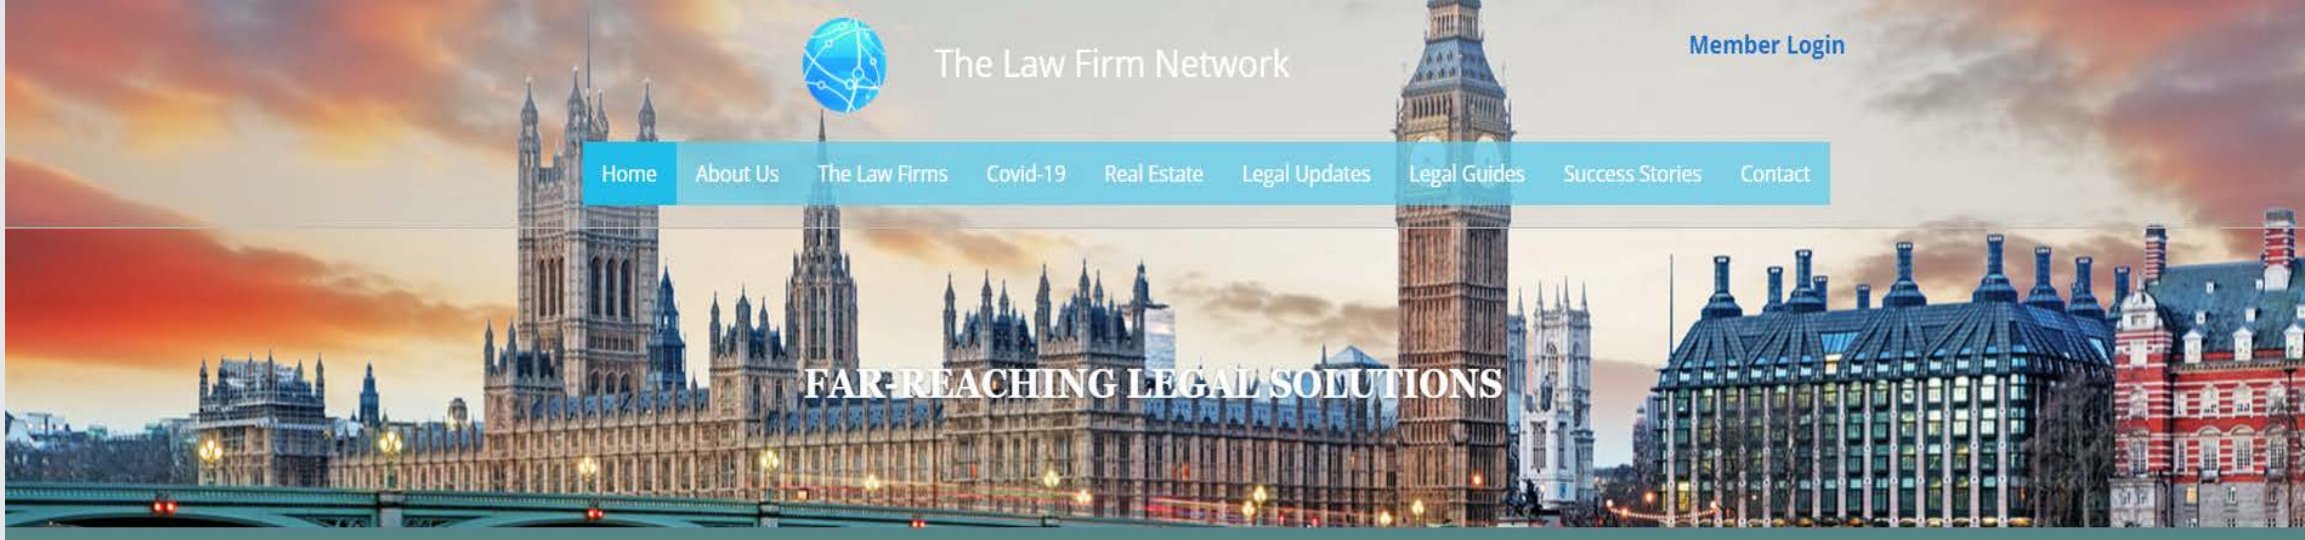 The Law Firm Network
Member Login
Home About Us The Law Firms Covid-19 Real Estate Legal Updates Legal Guides Success Stories Contact
FAR-REACHING LEGAL SOLUTIONS